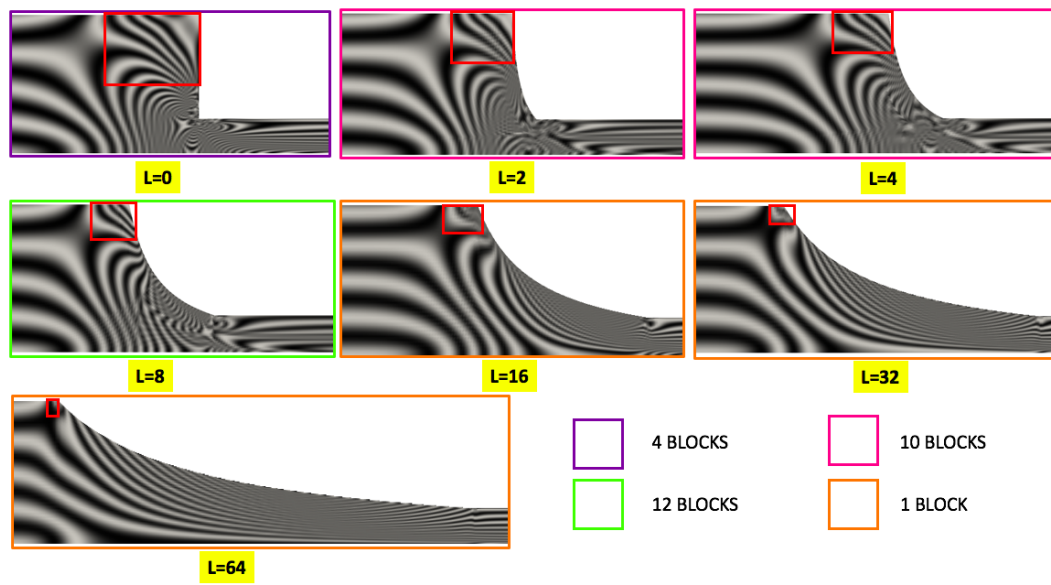 L=0
L=2
L=4
L=8
L=16
L=32
L=64
4 BLOCKS
10 BLOCKS
12 BLOCKS
1 BLOCK